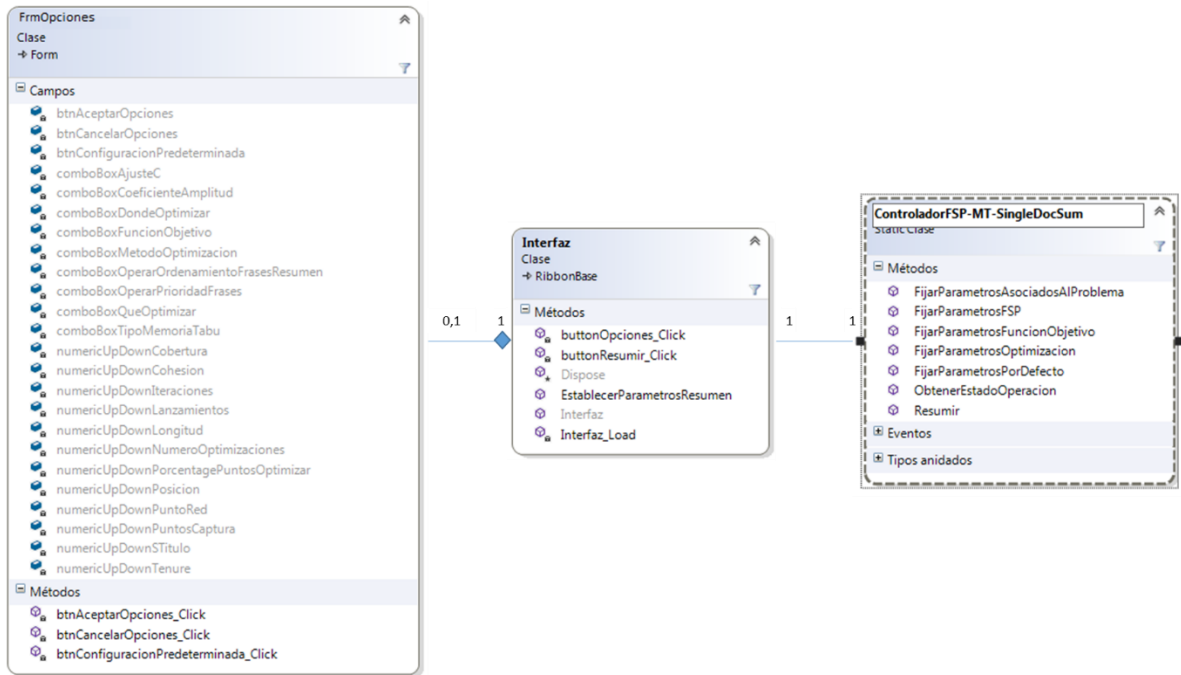 FrmOpciones
Clase
Form
Campos
btnAceptarOpciones
btnCancelarOpciones
btnConfiguracionPredeterminada
comboBoxAjusteC
comboBoxCoeficienteAmplitud
comboBoxDondeOptimizar
comboBoxFuncionObjetivo
comboBoxMetodoOptimizacion
comboBoxOperarOrdenamientoFrasesResumen
comboBoxOperarPrioridadFrases
comboBoxQueOptimizar
comboBoxTipoMemoriaTabu
numericUpDownCobertura
numericUpDownCohesion
numericUpDownIteraciones
numericUpDownLanzamientos
numericUpDownLongitud
numericUpDownNumeroOptimizaciones
numericUpDownPorcentagePuntosOptimizar
numericUpDownPosicion
numericUpDownPuntoRed
numericUpDownPuntosCaptura
numericUpDownSTitulo
numericUpDownTenure
Métodos
btnAceptarOpciones_Click
btnCancelarOpciones_Click
btnConfiguracionPredeterminada_Click
0,1
1
Interfaz
Clase
RibbonBase
Métodos
buttonOpciones_Click
buttonResumir_Click
Dispose
EstablecerParametrosResumen
Interfaz
Interfaz_Load
1
1
ControladorFSP-MT-SingleDocSum
Static Clase
Métodos
FijarParametrosAsociadosAlProblema
FijarParametrosFSP
FijarParametrosFuncionObjetivo
FijarParametrosOptimizacion
FijarParametrosPorDefecto
ObtenerEstadoOperacion
Resumir
Eventos
Tipos anidados